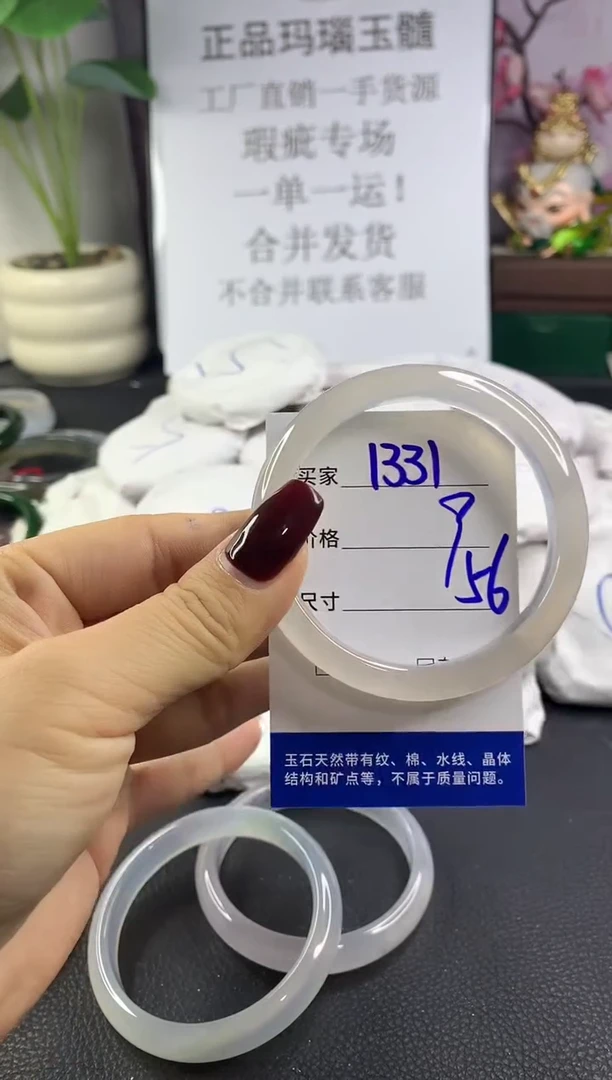 正品玛瑙玉髓
工厂直销一手货源
瑕疵专场
一单一运！
合并发货
不合并联系客服
买家 1331
价格
尺寸 56
玉石天然带有纹、棉、水线、晶体
结构和矿点等，不属于质量问题。